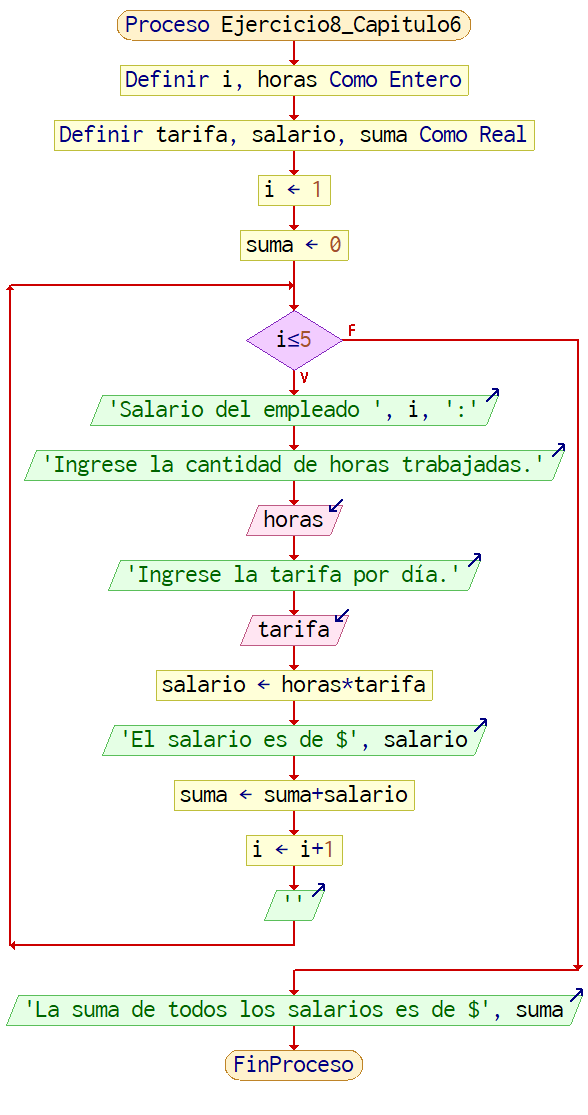 Proceso Ejercicio8_Capitulo6
Definir i, horas Como Entero
Definir tarifa, salario, suma Como Real
i ← 1
suma ← 0
i≤5
F
V
'Salario del empleado ', i, ':'
'Ingrese la cantidad de horas trabajadas.'
horas
'Ingrese la tarifa por día.'
tarifa
salario ← horas*tarifa
'El salario es de $', salario
suma ← suma+salario
i ← i+1
''
'La suma de todos los salarios es de $', suma
FinProceso